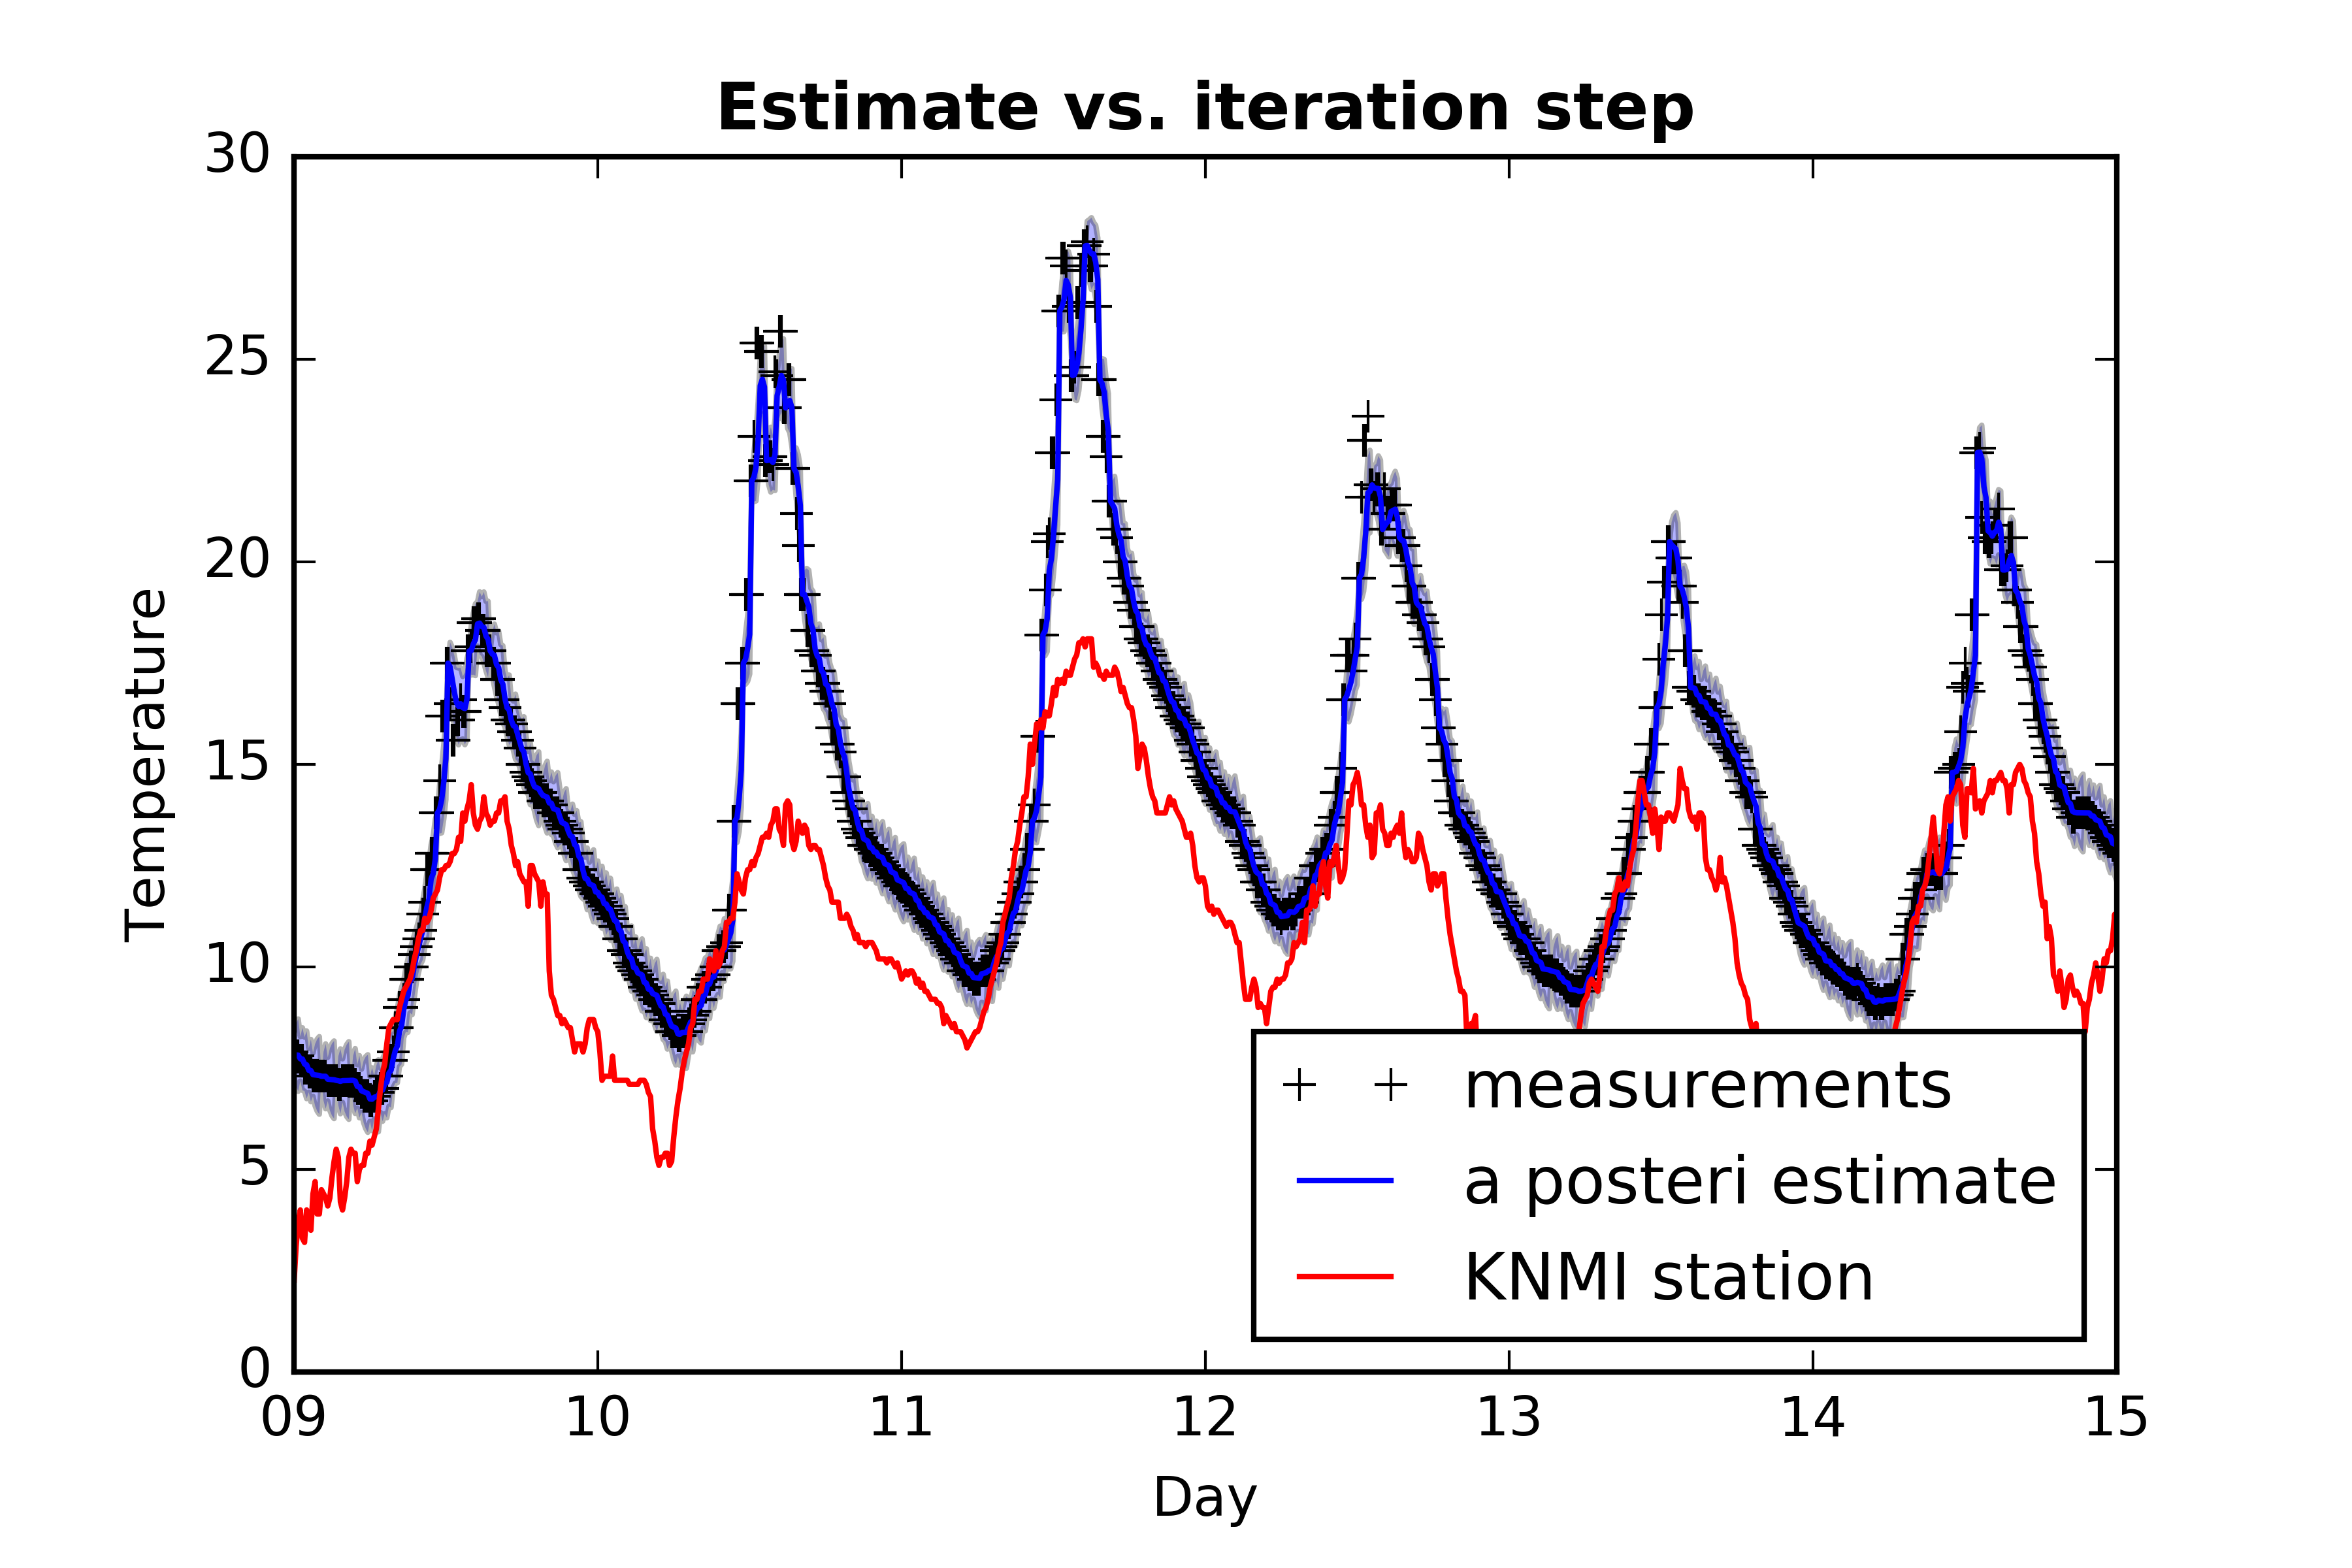 Estimate vs. iteration step
30
25
20
15
10
5
0
Temperature
09 10 11 12 13 14 15
Day
measurements
a posteri estimate
KNMI station